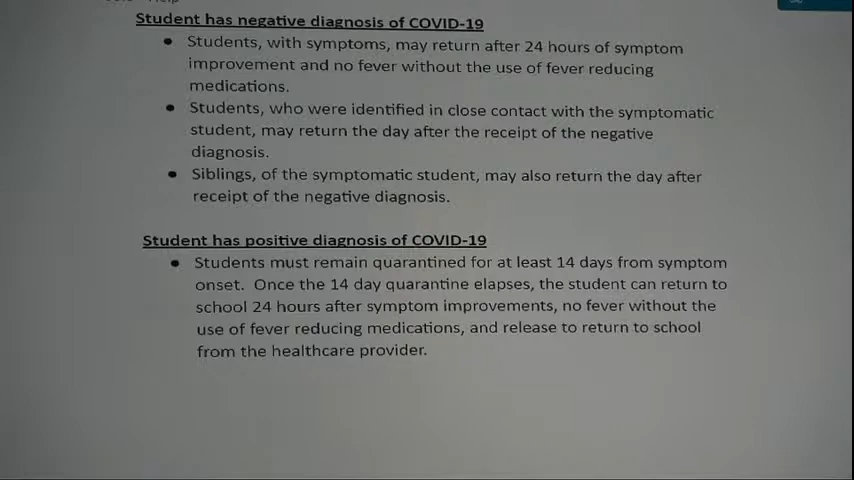 Student has negative diagnosis of COVID-19
● Students, with symptoms, may return after 24 hours of symptom
improvement and no fever without the use of fever reducing
medications.
● Students, who were identified in close contact with the symptomatic
student, may return the day after the receipt of the negative
diagnosis.
● Siblings, of the symptomatic student, may also return the day after
receipt of the negative diagnosis.
Student has positive diagnosis of COVID-19
● Students must remain quarantined for at least 14 days from symptom
onset.  Once the 14 day quarantine elapses, the student can return to
school 24 hours after symptom improvements, no fever without the
use of fever reducing medications, and release to return to school
from the healthcare provider.